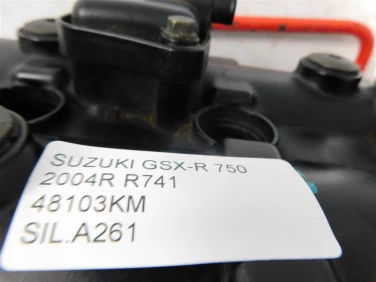 SUZUKI GSX-R 750
2004R R741
48103KM
SIL.A261